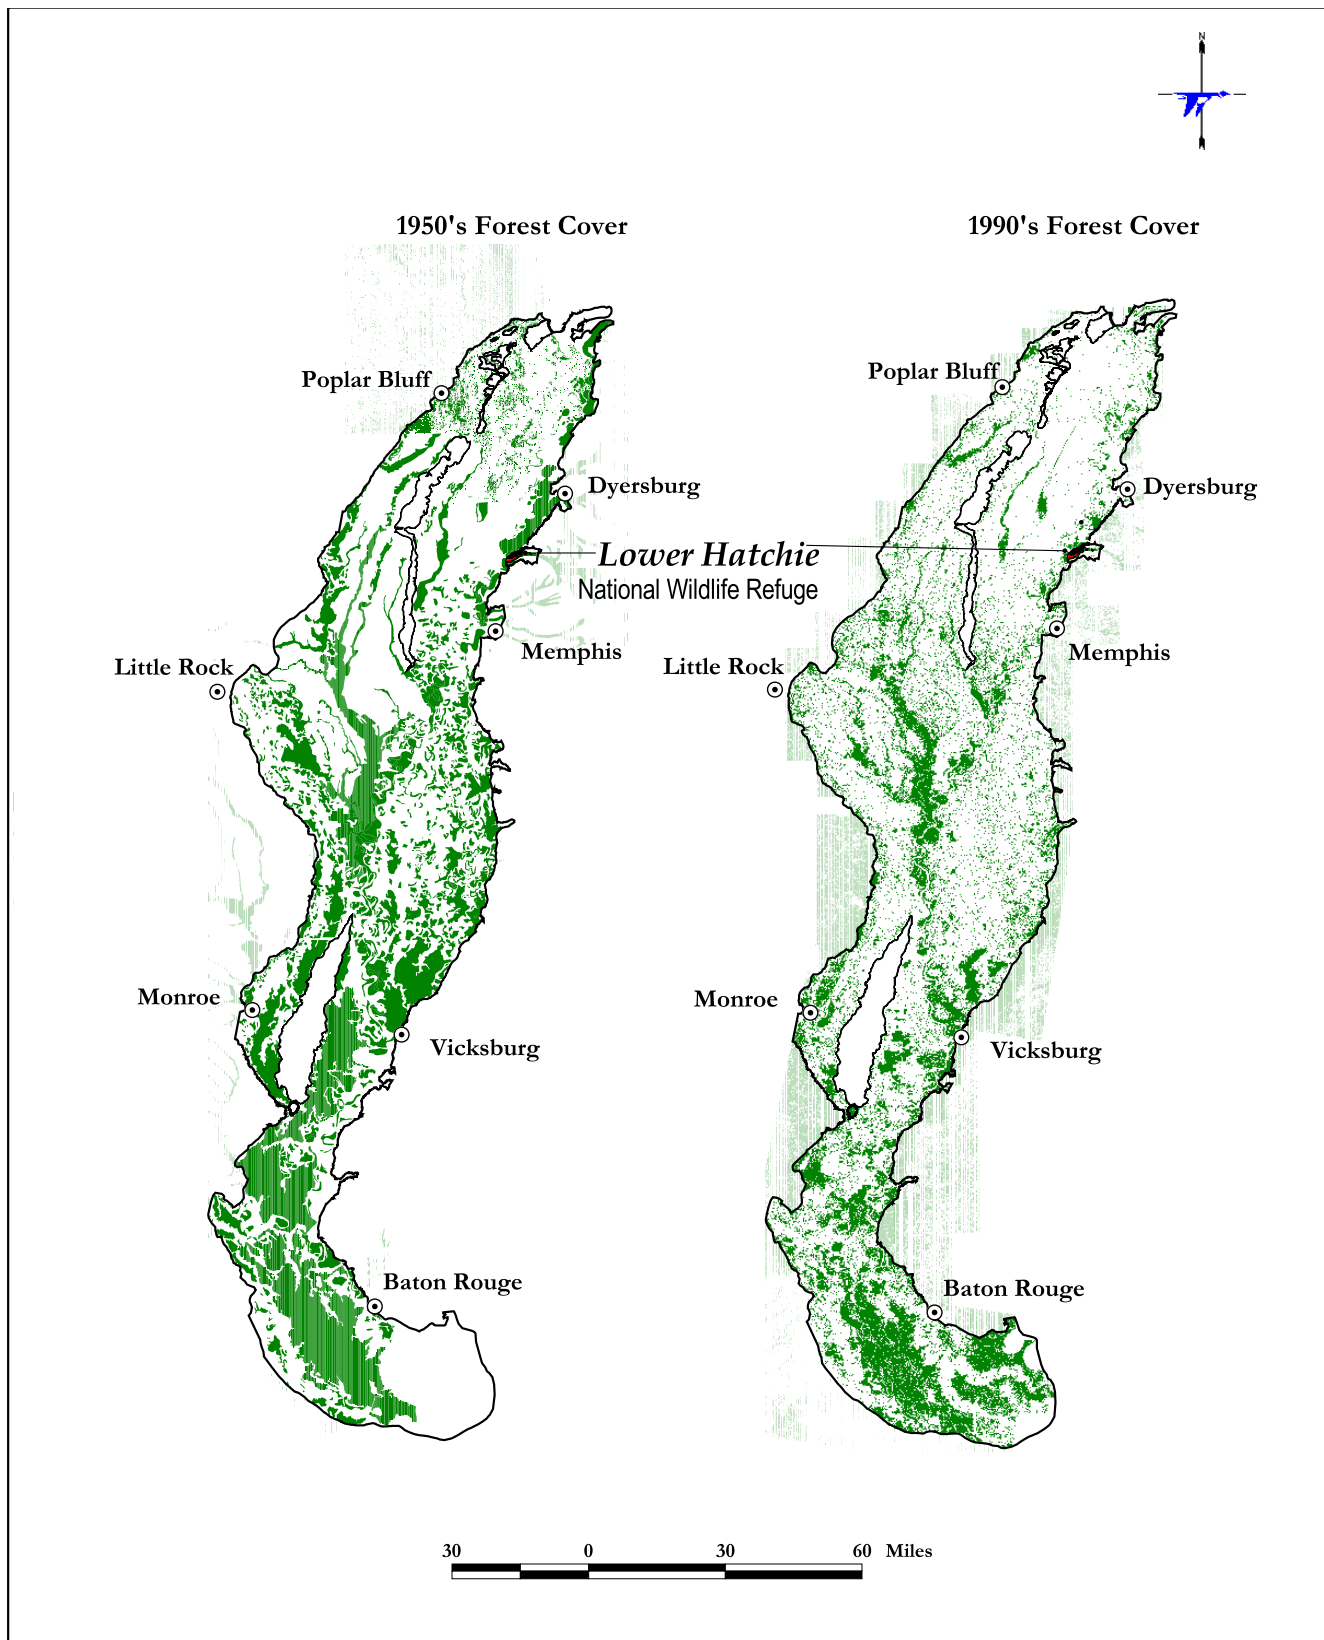 N
1950's Forest Cover
1990's Forest Cover
Poplar Bluff
Poplar Bluff
Dyersburg
Dyersburg
Lower Hatchie
National Wildlife Refuge
Memphis
Memphis
Little Rock
Little Rock
Monroe
Monroe
Vicksburg
Vicksburg
Baton Rouge
Baton Rouge
30 0 30 60 Miles